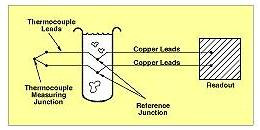 Thermocouple
Leads
Copper Leads
Copper Leads
Readout
Thermocouple
Measuring
Junction
Reference
Junction